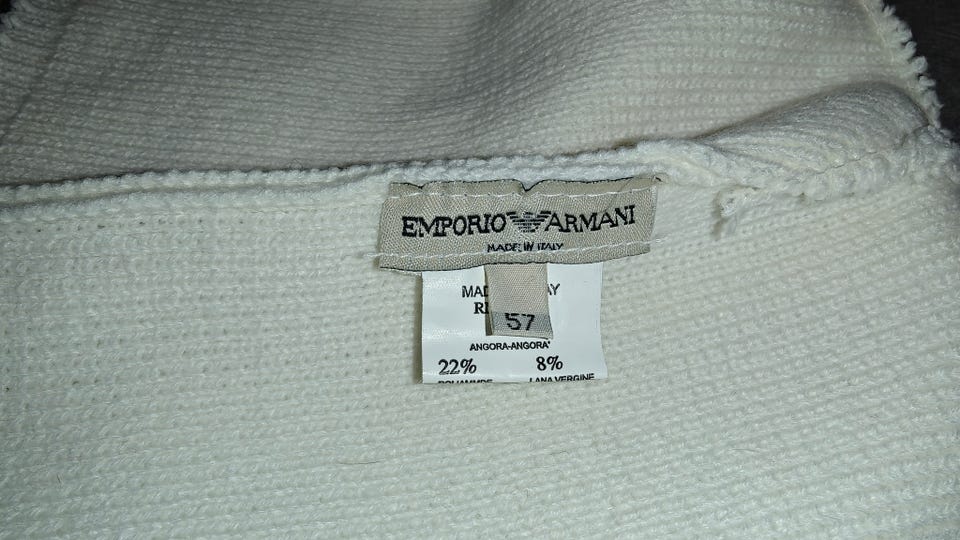 EMPORIO ARMANI
MADE IN ITALY
57
ANGORA-ANGORA*
22% 8%
LANA VERGINE